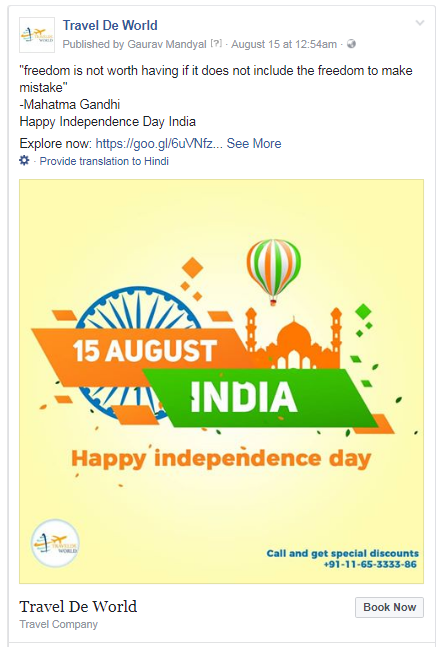 Travel De World
Published by Gaurav Mandyal [?] · August 15 at 12:54am ·
"freedom is not worth having if it does not include the freedom to make
mistake"
-Mahatma Gandhi
Happy Independence Day India
Explore now: https://goo.gl/6uVNfz... See More
· Provide translation to Hindi
15 AUGUST
INDIA
Happy independence day
TRAVEL DE
WORLD
Call and get special discounts
+91-11-65-3333-86
Travel De World
Book Now
Travel Company